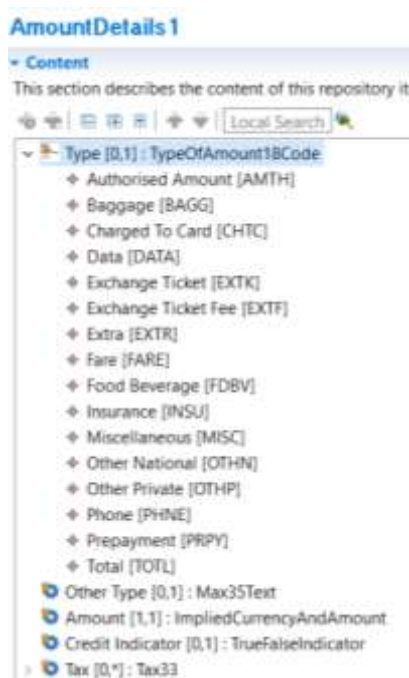 AmountDetails1
Content
This section describes the content of this repository it
Local Search
Type [0,1] : TypeOfAmount18Code
Authorised Amount [AMTH]
Baggage [BAGG]
Charged To Card [CHTC]
Data [DATA]
Exchange Ticket [EXTK]
Exchange Ticket Fee [EXTF]
Extra [EXTR]
Fare [FARE]
Food Beverage [FDBV]
Insurance [INSU]
Miscellaneous [MISC]
Other National [OTHN]
Other Private [OTHP]
Phone [PHNE]
Prepayment [PRPY]
Total [TOTL]
Other Type [0,1] : Max35Text
Amount [1,1] : ImpliedCurrencyAndAmount
Credit Indicator [0,1] : TrueFalseIndicator
Tax [0,*] : Tax33